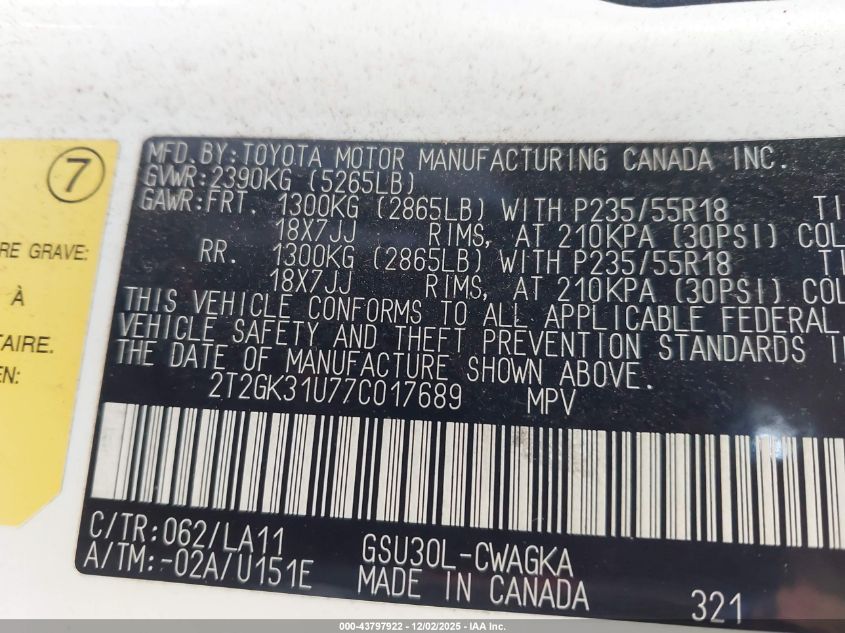 7
RE GRAVE:
À
TAIRE.
EN:
MFD. BY: TOYOTA MOTOR MANUFACTURING CANADA INC.
GVWR: 2390KG (5265LB)
GAWR: FRT. 1300KG (2865LB) WITH P235/55R18 TI
18X7JJ RIMS, AT 210KPA (30PSI) COL
RR. 1300KG (2865LB) WITH P235/55R18 TI
18X7JJ RIMS, AT 210KPA (30PSI) COL
THIS VEHICLE CONFORMS TO ALL APPLICABLE FEDERAL
VEHICLE SAFETY AND THEFT PREVENTION STANDARDS I
THE DATE OF MANUFACTURE SHOWN ABOVE.
2T2GK31U77C017689 MPV
C/TR: 062/LA11 GSU30L-CWAGKA
A/TM: -02A/U151E MADE IN CANADA 321
000-43797922 - 12/02/2025 - IAA Inc.